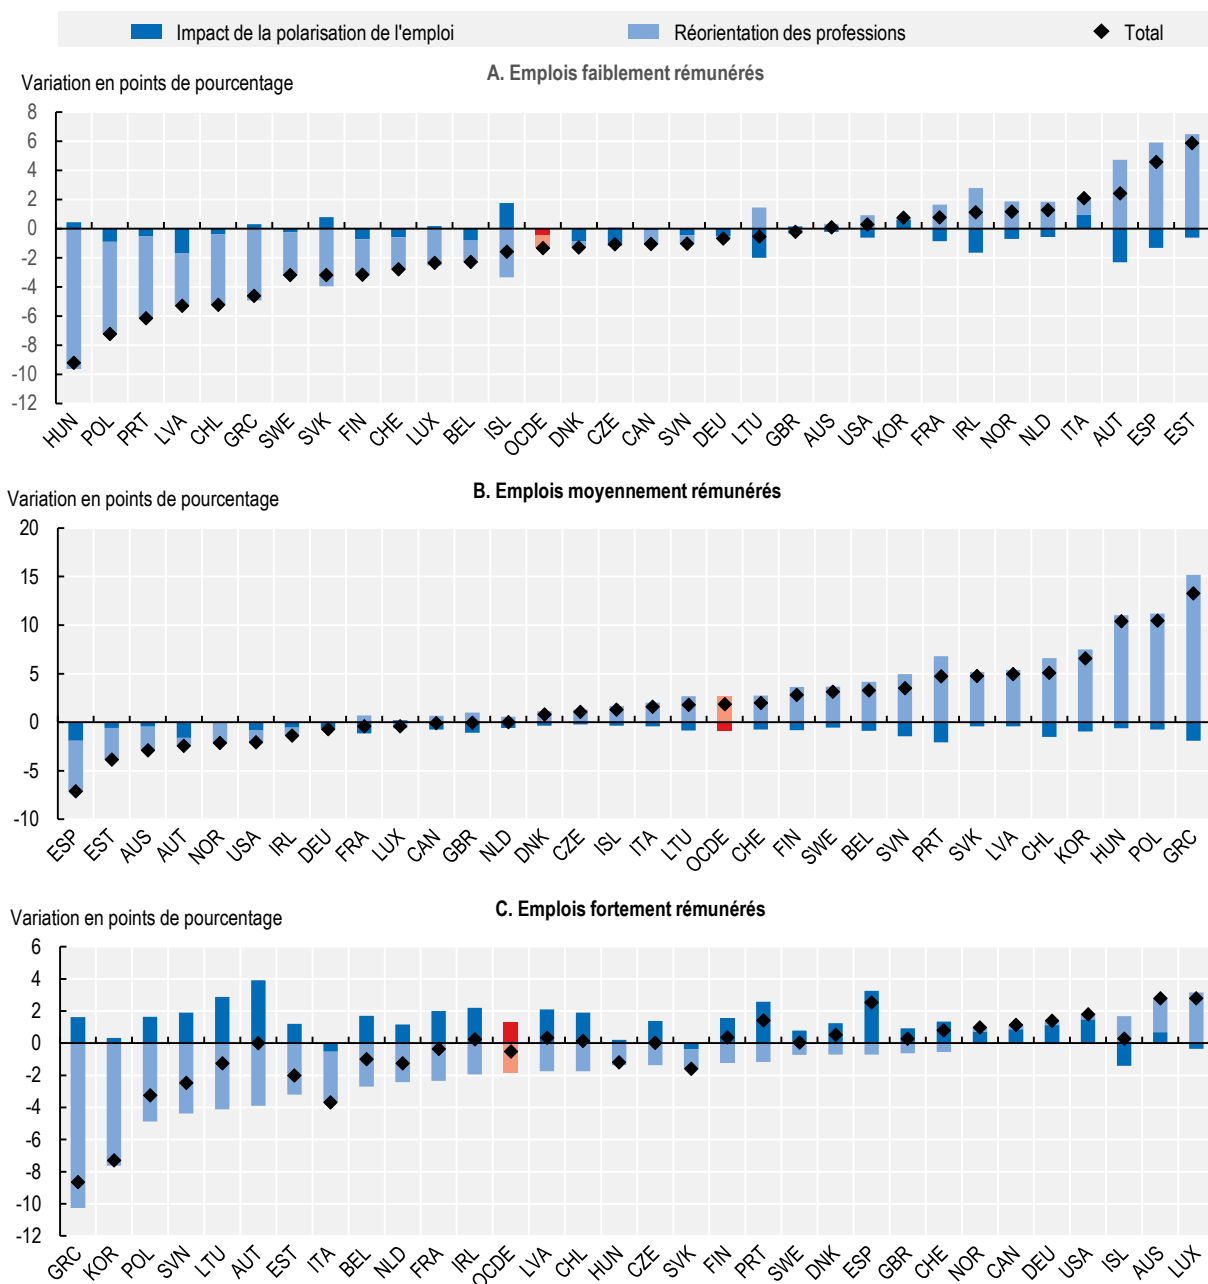 Impact de la polarisation de l'emploi Réorientation des professions Total
Variation en points de pourcentage
A. Emplois faiblement rémunérés
8
6
4
2
0
-2
-4
-6
-8
-10
-12
HUN POL PRT LVA CHL GRC SWE SVK FIN CHE LUX BEL ISL OCDE DNK CZE CAN SVN DEU LTU GBR AUS USA KOR FRA IRL NOR NLD ITA AUT ESP EST
Variation en points de pourcentage
B. Emplois moyennement rémunérés
20
15
10
5
0
-5
-10
ESP EST AUS AUT NOR USA IRL DEU FRA LUX CAN GBR NLD DNK CZE ISL ITA LTU OCDE CHE FIN SWE BEL SVN PRT SVK LVA CHL KOR HUN POL GRC
Variation en points de pourcentage
C. Emplois fortement rémunérés
6
4
2
0
-2
-4
-6
-8
-10
-12
GRC KOR POL SVN LTU AUT EST ITA BEL NLD FRA IRL OCDE LVA CHL HUN CZE SVK FIN PRT SWE DNK ESP GBR CHE NOR CAN DEU USA ISL AUS LUX